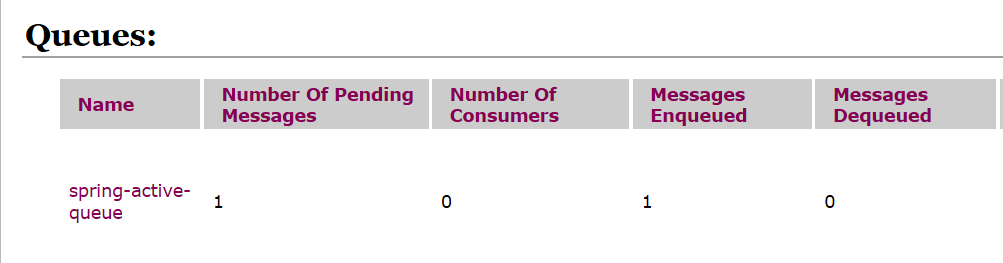 Queues:
Name
Number Of Pending
Messages
Number Of
Consumers
Messages
Enqueued
Messages
Dequeued
spring-active-
queue
1
0
1
0